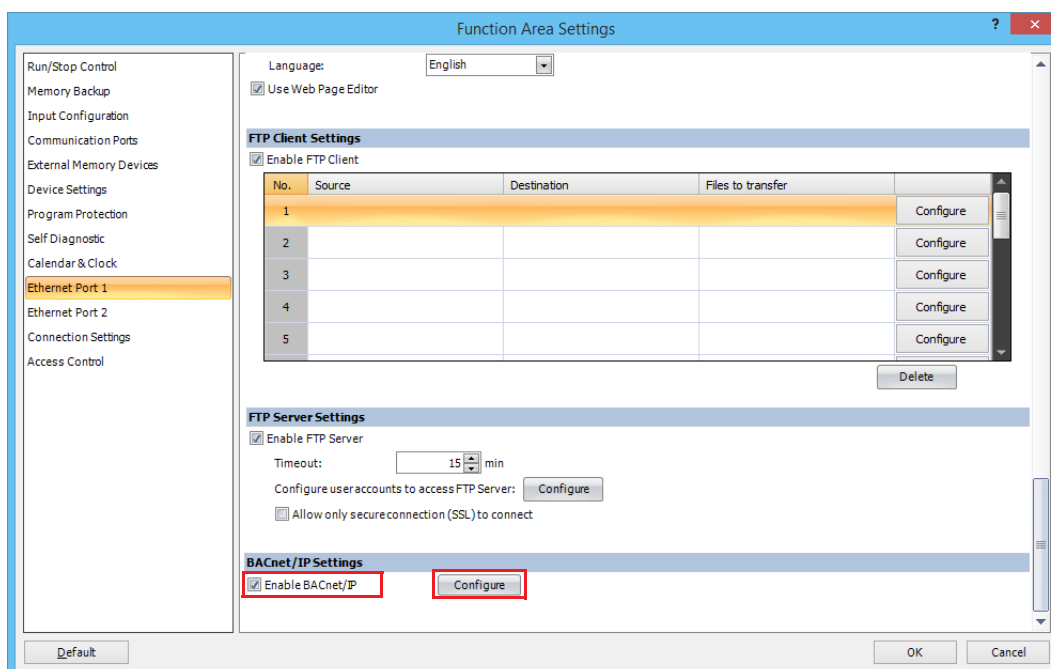 Function Area Settings
?
Run/Stop Control
Memory Backup
Input Configuration
Communication Ports
External Memory Devices
Device Settings
Program Protection
Self Diagnostic
Calendar & Clock
Ethernet Port 1
Ethernet Port 2
Connection Settings
Access Control
Language: English
Use Web Page Editor
FTP Client Settings
Enable FTP Client
No. Source Destination Files to transfer
1 Configure
2 Configure
3 Configure
4 Configure
5 Configure
Delete
FTP Server Settings
Enable FTP Server
Timeout: 15 min
Configure user accounts to access FTP Server: Configure
Allow only secure connection (SSL) to connect
BACnet/IP Settings
Enable BACnet/IP Configure
Default OK Cancel